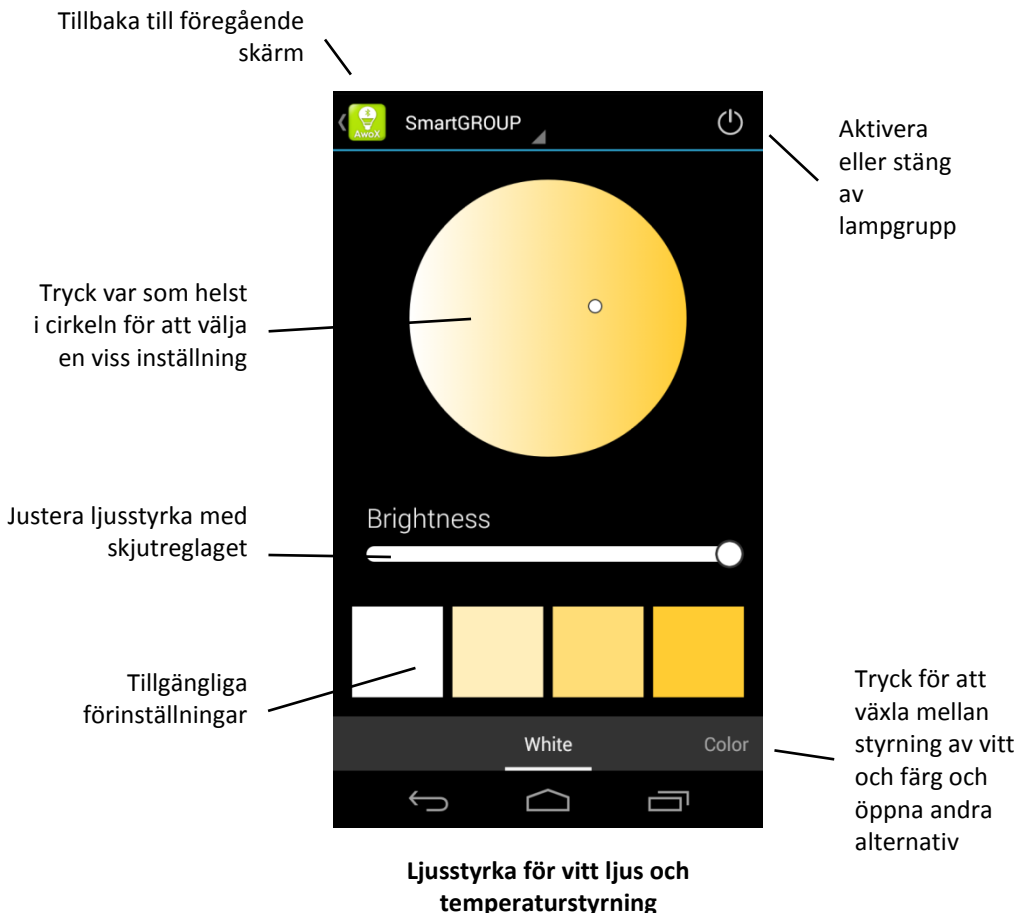 Tillbaka till föregående
skärm
AwoX
SmartGROUP
Aktivera
eller stäng
av
lampgrupp
Tryck var som helst
i cirkeln för att välja
en viss inställning
Justera ljusstyrka med
skjutreglaget
Brightness
Tillgängliga
förinställningar
White
Color
Tryck för att
växla mellan
styrning av vitt
och färg och
öppna andra
alternativ
Ljusstyrka för vitt ljus och
temperaturstyrning